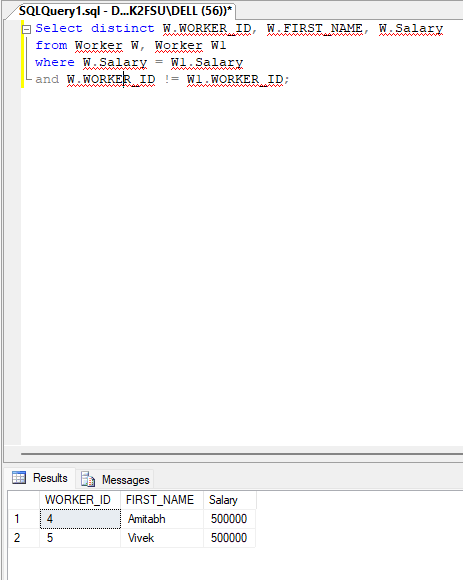 SQLQuery1.sql - D...K2FSU\DELL (56))*
Select distinct W.WORKER_ID, W.FIRST_NAME, W.Salary
from Worker W, Worker W1
where W.Salary = W1.Salary
and W.WORKER_ID != W1.WORKER_ID;
Results Messages
WORKER_ID FIRST_NAME Salary
1 4 Amitabh 500000
2 5 Vivek 500000